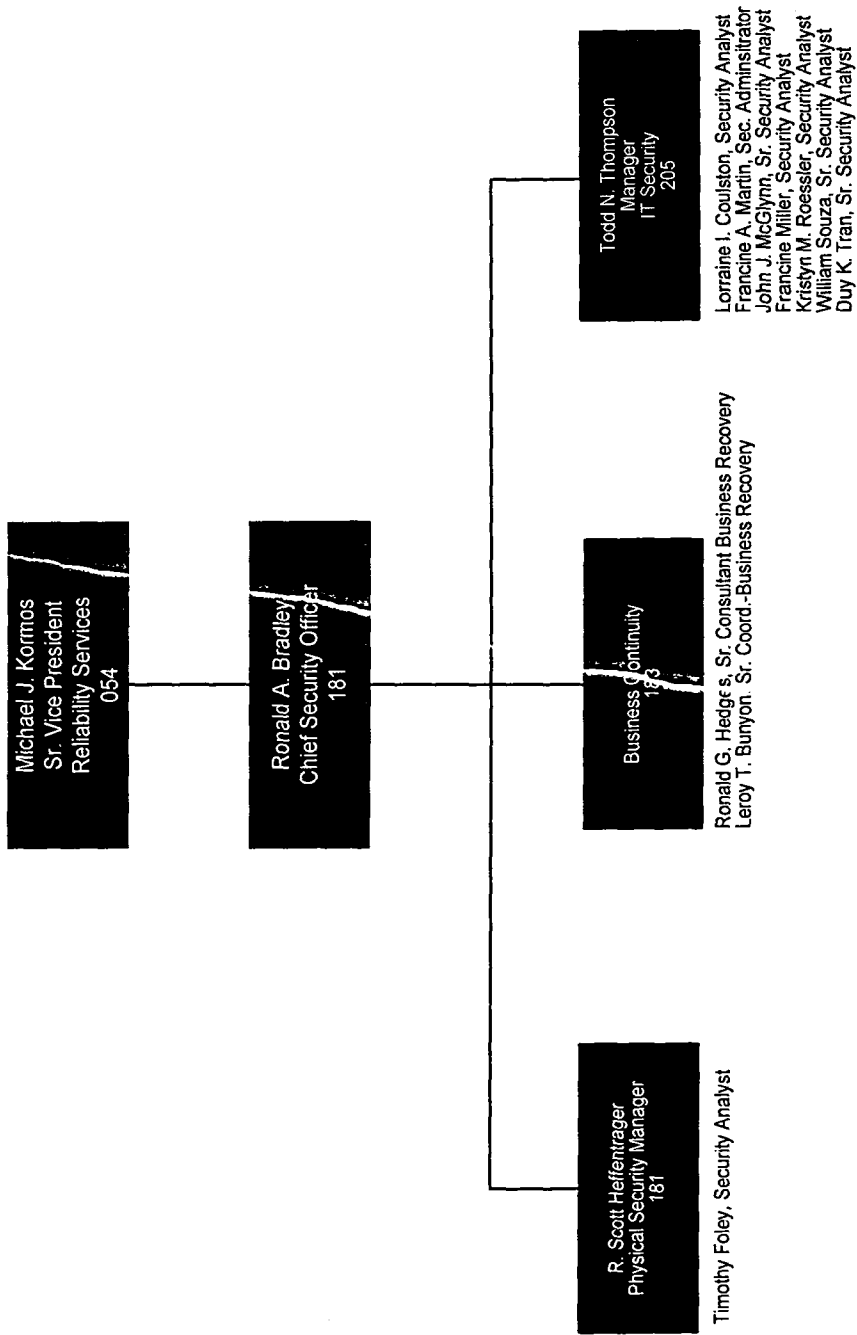 Michael J. Kormos
Sr. Vice President
Reliability Services
054
Ronald A. Bradley
Chief Security Officer
181
R. Scott Heffentrager
Physical Security Manager
181
Timothy Foley, Security Analyst
Business Continuity
183
Ronald G. Hedges, Sr. Consultant Business Recovery
Leroy T. Bunyon. Sr. Coord.-Business Recovery
Todd N. Thompson
Manager
IT Security
205
Lorraine I. Coulston, Security Analyst
Francine A. Martin, Sec. Adminsitrator
John J. McGlynn, Sr. Security Analyst
Francine Miller, Security Analyst
Kristyn M. Roessler, Security Analyst
William Souza, Sr. Security Analyst
Duy K. Tran, Sr. Security Analyst